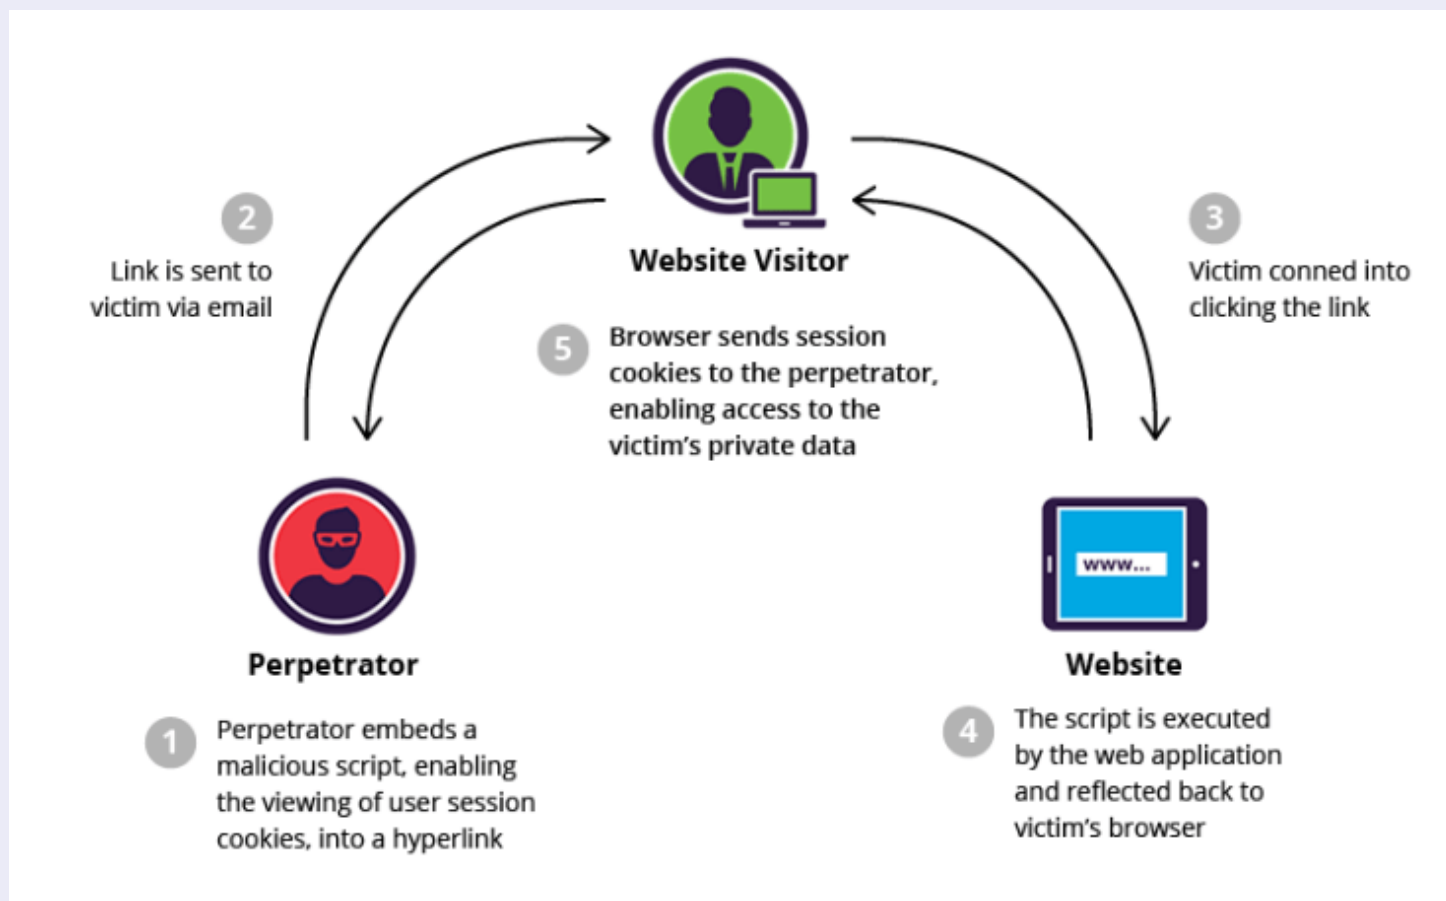 Website Visitor
2
Link is sent to
victim via email
3
Victim conned into
clicking the link
5
Browser sends session
cookies to the perpetrator,
enabling access to the
victim's private data
www...
Perpetrator
Website
1
Perpetrator embeds a
malicious script, enabling
the viewing of user session
cookies, into a hyperlink
4
The script is executed
by the web application
and reflected back to
victim's browser